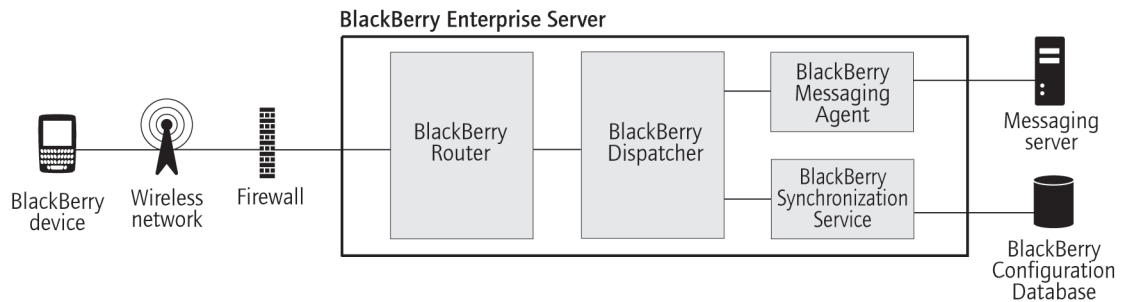 BlackBerry Enterprise Server
BlackBerry
device
Wireless
network
Firewall
BlackBerry
Router
BlackBerry
Dispatcher
BlackBerry
Messaging
Agent
BlackBerry
Synchronization
Service
Messaging
server
BlackBerry
Configuration
Database